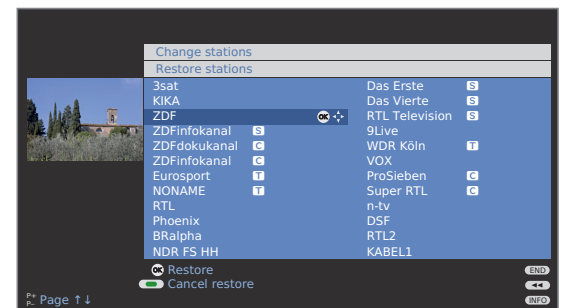 Change stations
Restore stations
3sat
KIKA
ZDF OK
ZDFinfokanal S
ZDFdokukanal C
ZDFinfokanal C
Eurosport T
NONAME T
RTL
Phoenix
BRalpha
NDR FS HH
Das Erste S
Das Vierte S
RTL Television S
9Live
WDR Köln T
VOX
ProSieben C
Super RTL C
n-tv
DSF
RTL2
KABEL1
OK Restore
Cancel restore
P+
P- Page ↑↓
END
◀◀
INFO